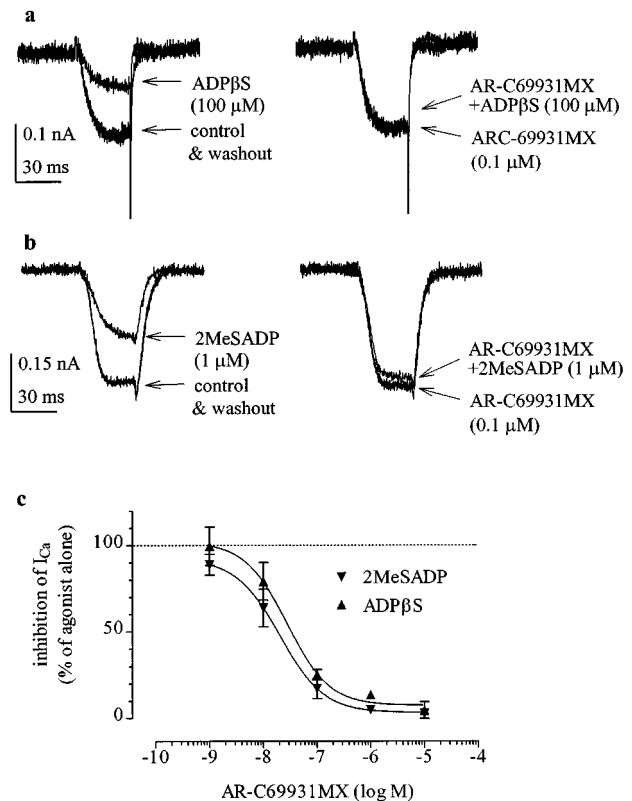 a
ADPβS
(100 μM)
control
& washout
0.1 nA
30 ms
AR-C69931MX
+ADPβS (100 μM)
ARC-69931MX
(0.1 μM)
b
2MeSADP
(1 μM)
control
& washout
0.15 nA
30 ms
AR-C69931MX
+2MeSADP (1 μM)
AR-C69931MX
(0.1 μM)
c
inhibition of ICa
(% of agonist alone)
100
50
0
2MeSADP
ADPβS
-10 -9 -8 -7 -6 -5 -4
AR-C69931MX (log M)